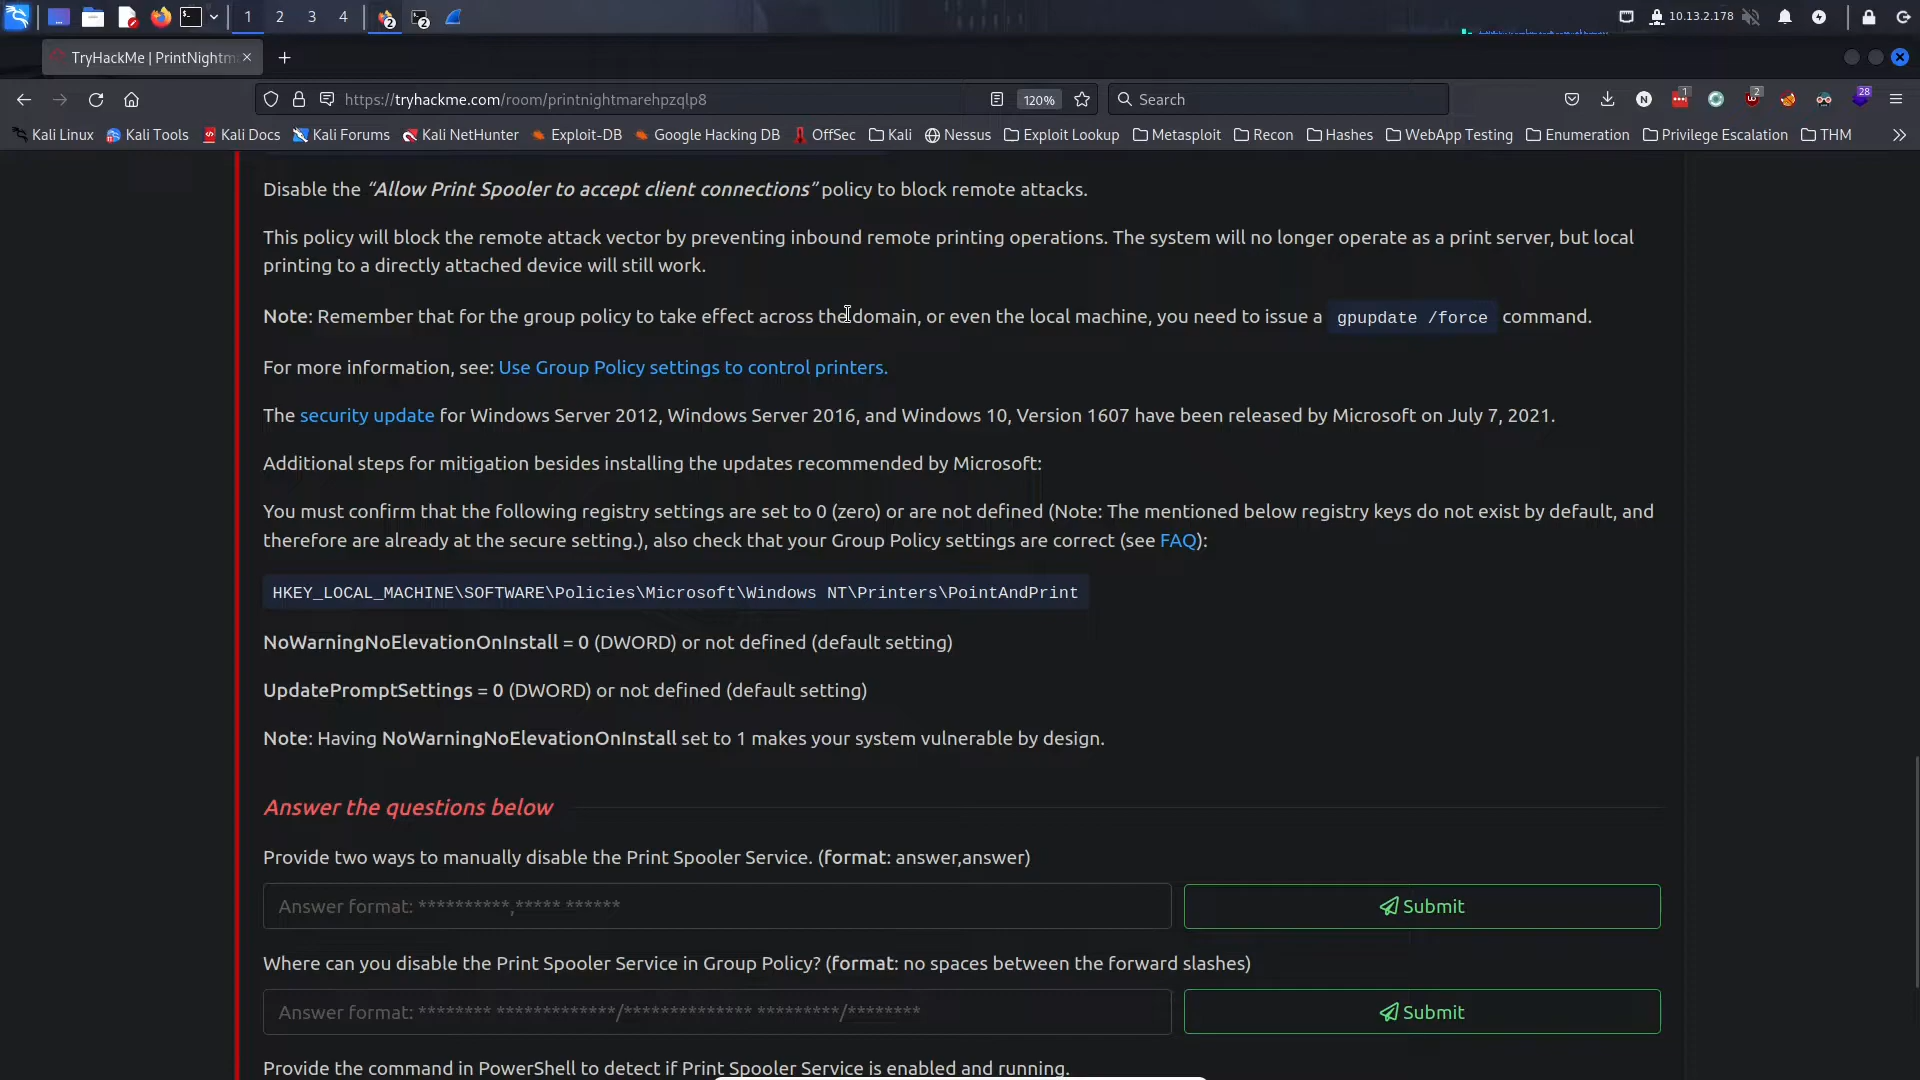 1
2
3
4
2
2
10.13.2.178
TryHackMe | PrintNightm
https://tryhackme.com/room/printnightmarehpzqlp8
120%
Search
1
2
28
Kali Linux
Kali Tools
Kali Docs
Kali Forums
Kali NetHunter
Exploit-DB
Google Hacking DB
OffSec
Kali
Nessus
Exploit Lookup
Metasploit
Recon
Hashes
WebApp Testing
Enumeration
Privilege Escalation
THM
Disable the “Allow Print Spooler to accept client connections” policy to block remote attacks.
This policy will block the remote attack vector by preventing inbound remote printing operations. The system will no longer operate as a print server, but local
printing to a directly attached device will still work.
Note: Remember that for the group policy to take effect across the domain, or even the local machine, you need to issue a gpupdate /force command.
For more information, see: Use Group Policy settings to control printers.
The security update for Windows Server 2012, Windows Server 2016, and Windows 10, Version 1607 have been released by Microsoft on July 7, 2021.
Additional steps for mitigation besides installing the updates recommended by Microsoft:
You must confirm that the following registry settings are set to 0 (zero) or are not defined (Note: The mentioned below registry keys do not exist by default, and
therefore are already at the secure setting.), also check that your Group Policy settings are correct (see FAQ):
HKEY_LOCAL_MACHINE\SOFTWARE\Policies\Microsoft\Windows NT\Printers\PointAndPrint
NoWarningNoElevationOnInstall = 0 (DWORD) or not defined (default setting)
UpdatePromptSettings = 0 (DWORD) or not defined (default setting)
Note: Having NoWarningNoElevationOnInstall set to 1 makes your system vulnerable by design.
Answer the questions below
Provide two ways to manually disable the Print Spooler Service. (format: answer,answer)
Answer format: **********,***** ******
Submit
Where can you disable the Print Spooler Service in Group Policy? (format: no spaces between the forward slashes)
Answer format: ******** *************/************** *********/********
Submit
Provide the command in PowerShell to detect if Print Spooler Service is enabled and running.